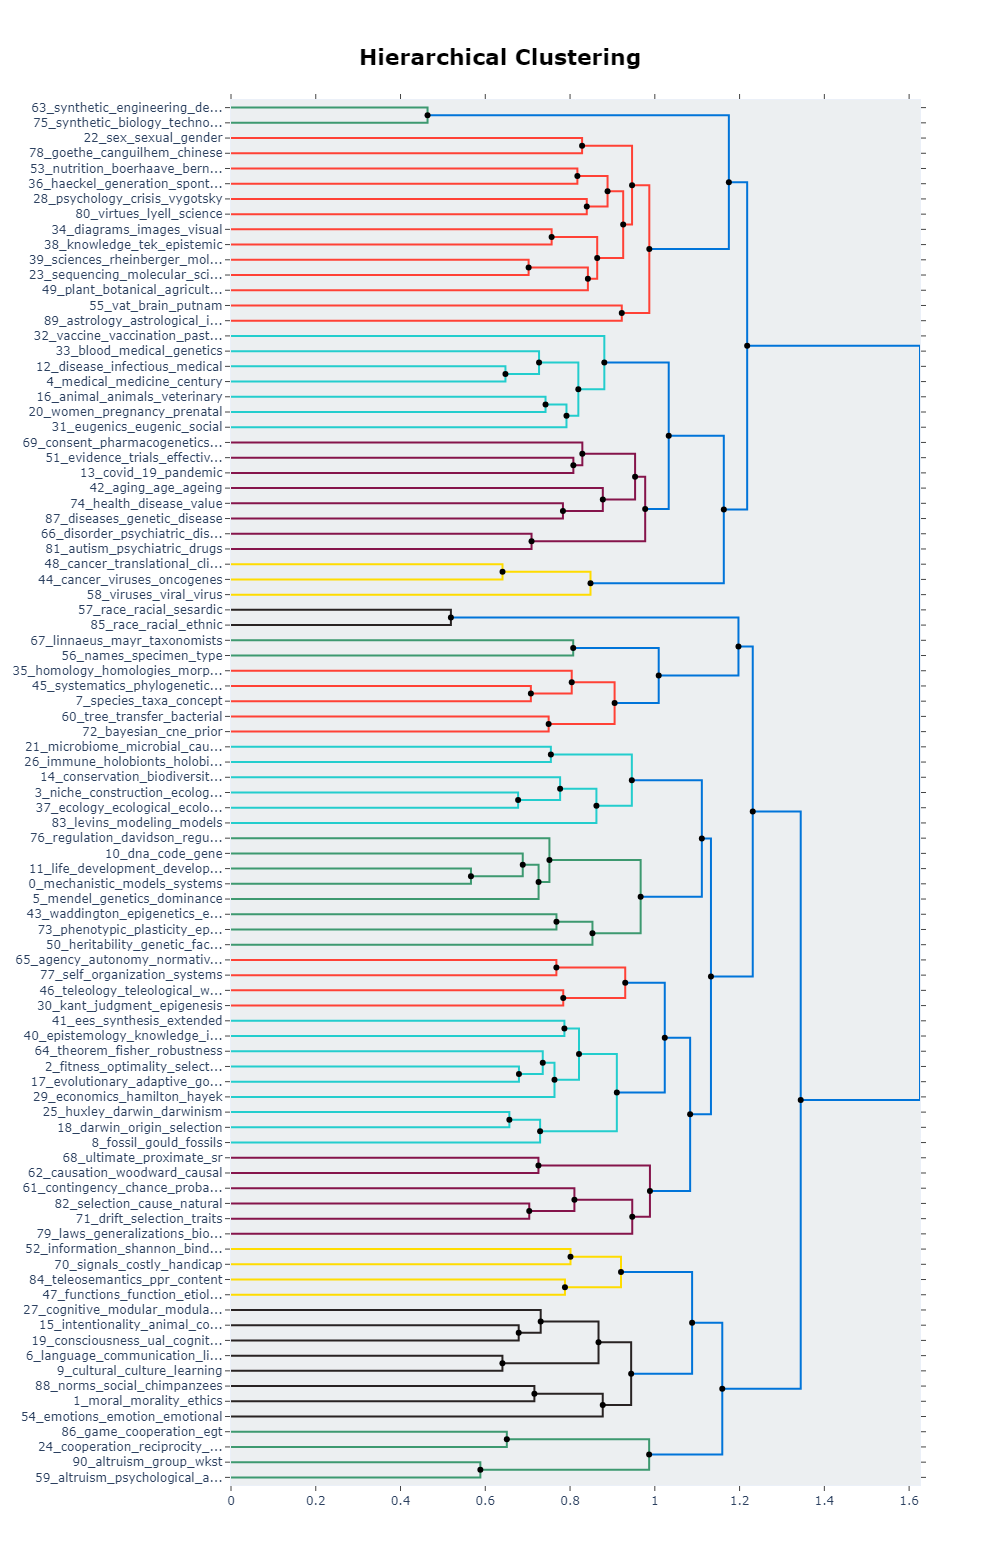 Hierarchical Clustering
63_synthetic_engineering_de...
75_synthetic_biology_techno...
22_sex_sexual_gender
78_goethe_canguilhem_chinese
53_nutrition_boerhaave_bern...
36_haeckel_generation_spont...
28_psychology_crisis_vygotsky
80_virtues_lyell_science
34_diagrams_images_visual
38_knowledge_tek_epistemic
39_sciences_rheinberger_mol...
23_sequencing_molecular_sci...
49_plant_botanical_agricult...
55_vat_brain_putnam
89_astrology_astrological_i...
32_vaccine_vaccination_past...
33_blood_medical_genetics
12_disease_infectious_medical
4_medical_medicine_century
16_animal_animals_veterinary
20_women_pregnancy_prenatal
31_eugenics_eugenic_social
69_consent_pharmacogenetics...
51_evidence_trials_effectiv...
13_covid_19_pandemic
42_aging_age_ageing
74_health_disease_value
87_diseases_genetic_disease
66_disorder_psychiatric_dis...
81_autism_psychiatric_drugs
48_cancer_translational_cli...
44_cancer_viruses_oncogenes
58_viruses_viral_virus
57_race_racial_sesardic
85_race_racial_ethnic
67_linnaeus_mayr_taxonomists
56_names_specimen_type
35_homology_homologies_morp...
45_systematics_phylogenetic...
7_species_taxa_concept
60_tree_transfer_bacterial
72_bayesian_cne_prior
21_microbiome_microbial_cau...
26_immune_holobionts_holobi...
14_conservation_biodiversit...
3_niche_construction_ecolog...
37_ecology_ecological_ecolo...
83_levins_modeling_models
76_regulation_davidson_regu...
10_dna_code_gene
11_life_development_develop...
0_mechanistic_models_systems
5_mendel_genetics_dominance
43_waddington_epigenetics_e...
73_phenotypic_plasticity_ep...
50_heritability_genetic_fac...
65_agency_autonomy_normativ...
77_self_organization_systems
46_teleology_teleological_w...
30_kant_judgment_epigenesis
41_ees_synthesis_extended
40_epistemology_knowledge_i...
64_theorem_fisher_robustness
2_fitness_optimality_select...
17_evolutionary_adaptive_go...
29_economics_hamilton_hayek
25_huxley_darwin_darwinism
18_darwin_origin_selection
8_fossil_gould_fossils
68_ultimate_proximate_sr
62_causation_woodward_causal
61_contingency_chance_proba...
82_selection_cause_natural
71_drift_selection_traits
79_laws_generalizations_bio...
52_information_shannon_bind...
70_signals_costly_handicap
84_teleosemantics_ppr_content
47_functions_function_etiol...
27_cognitive_modular_modula...
15_intentionality_animal_co...
19_consciousness_ual_cognit...
6_language_communication_li...
9_cultural_culture_learning
88_norms_social_chimpanzees
1_moral_morality_ethics
54_emotions_emotion_emotional
86_game_cooperation_egt
24_cooperation_reciprocity_...
90_altruism_group_wkst
59_altruism_psychological_a...
0 0.2 0.4 0.6 0.8 1 1.2 1.4 1.6